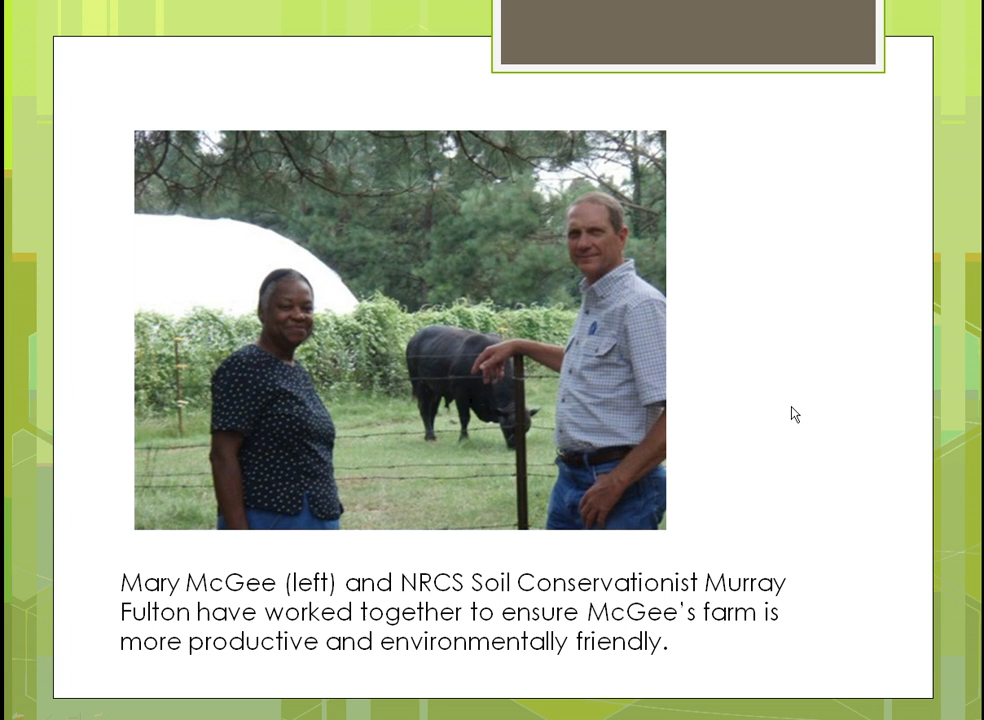 Mary McGee (left) and NRCS Soil Conservationist Murray
Fulton have worked together to ensure McGee's farm is
more productive and environmentally friendly.